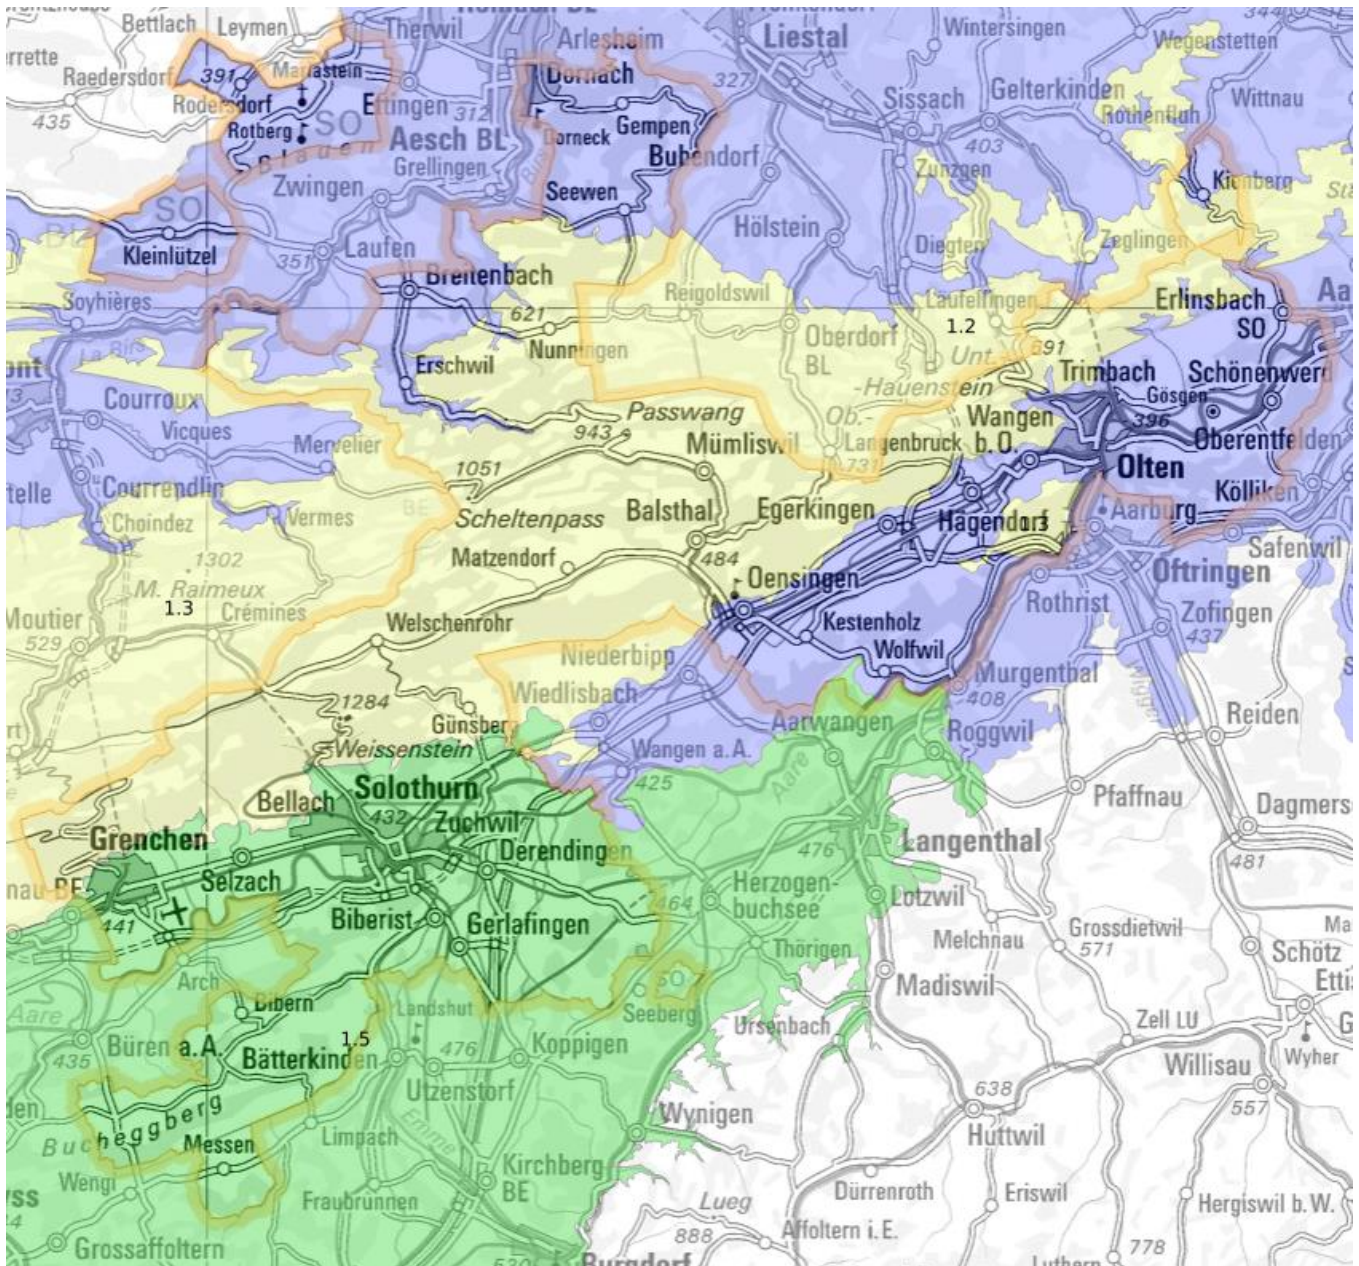 Bettlach
Leymen
Therwil
Arlesheim
Liestal
Wintersingen
Wegenstetten
344
Raedersdorf
391
Mariastein
Dornach
327
435
Rodersdorf
Ettingen
312
Sissach
Gelterkinden
Wittnau
Rotberg
SO
Aesch BL
Dorneck
Gempen
403
Rothenfluh
Grellingen
Bubendorf
Zunzgen
Zwingen
Seewen
Kienberg
SO
Hölstein
Kleinlützel
351
Laufen
Diegten
Zeglingen
Soyhières
Breitenbach
Reigoldswil
Läufelfingen
Erlinsbach
SO
621
Nunningen
Oberdorf
BL
1.2
Unt.
691
Erschwil
-Hauenstein
Trimbach
Schönenwerd
Gösgen
Courroux
Vicques
Passwang
943
Ob.-
Wangen
b. O.
396
Mervelier
Mümliswil
Langenbruck
Oberentfelden
1051
731
Olten
Courrendlin
Scheltenpass
Balsthal
Egerkingen
Kölliken
Choindez
Vermes
BE
Hägendorf
1.3
Aarburg
Matzendorf
484
Safenwil
1302
M. Raimeux
Oensingen
Oftringen
1.3
Crémines
Rothrist
Zofingen
Moutier
529
Welschenrohr
Kestenholz
437
Niederbipp
Wolfwil
Wiedlisbach
Murgenthal
1284
408
Günsberg
Aarwangen
Reiden
Weissenstein
Wangen a.A.
Roggwil
Solothurn
425
Aare
Bellach
Pfaffnau
432
Zuchwil
Grenchen
Derendingen
476
Langenthal
481
Selzach
Herzogen-
buchsee
464
Lotzwil
441
Biberist
Gerlafingen
Grossdietwil
Thörigen
Melchnau
571
Schötz
Arch
Madiswil
Bibern
Landshut
SO
Seeberg
Aare
Ursenbach
Zell LU
Büren a.A.
1.5
435
Bätterkinden
476
Koppigen
Wyher
Utzenstorf
Willisau
638
557
Bucheggberg
Emme
Wynigen
Messen
Limpach
Huttwil
Wengi
Kirchberg
BE
Fraubrunnen
Dürrenroth
Eriswil
Hergiswil b.W.
Lueg
888
Affoltern i.E.
Grossaffoltern
778
Burgdorf